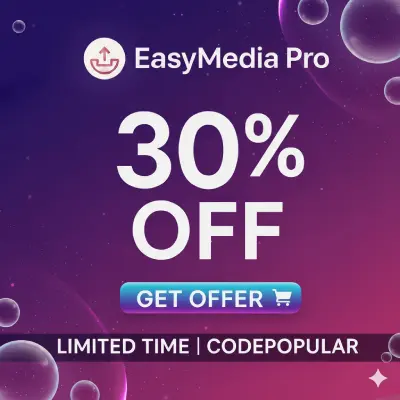 EasyMedia Pro
30%
OFF
GET OFFER
LIMITED TIME | CODEPOPULAR